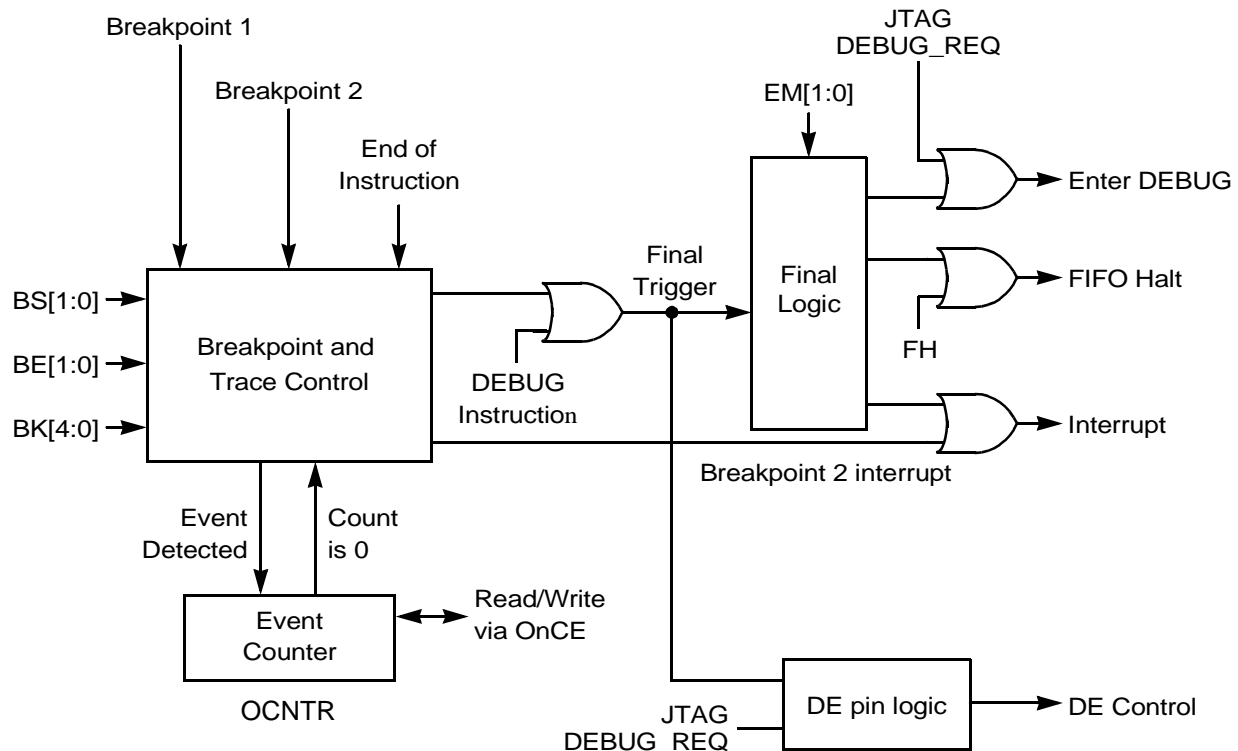 JTAG
DEBUG_REQ
Breakpoint 1
EM[1:0]
Breakpoint 2
End of
Instruction
Enter DEBUG
Final
Trigger
Final
Logic
FIFO Halt
BS[1:0]
FH
Breakpoint and
Trace Control
BE[1:0]
DEBUG
Instruction
BK[4:0]
Interrupt
Breakpoint 2 interrupt
Event
Detected
Count
is 0
Read/Write
via OnCE
Event
Counter
OCNTR
DE pin logic
DE Control
JTAG
DEBUG_REQ